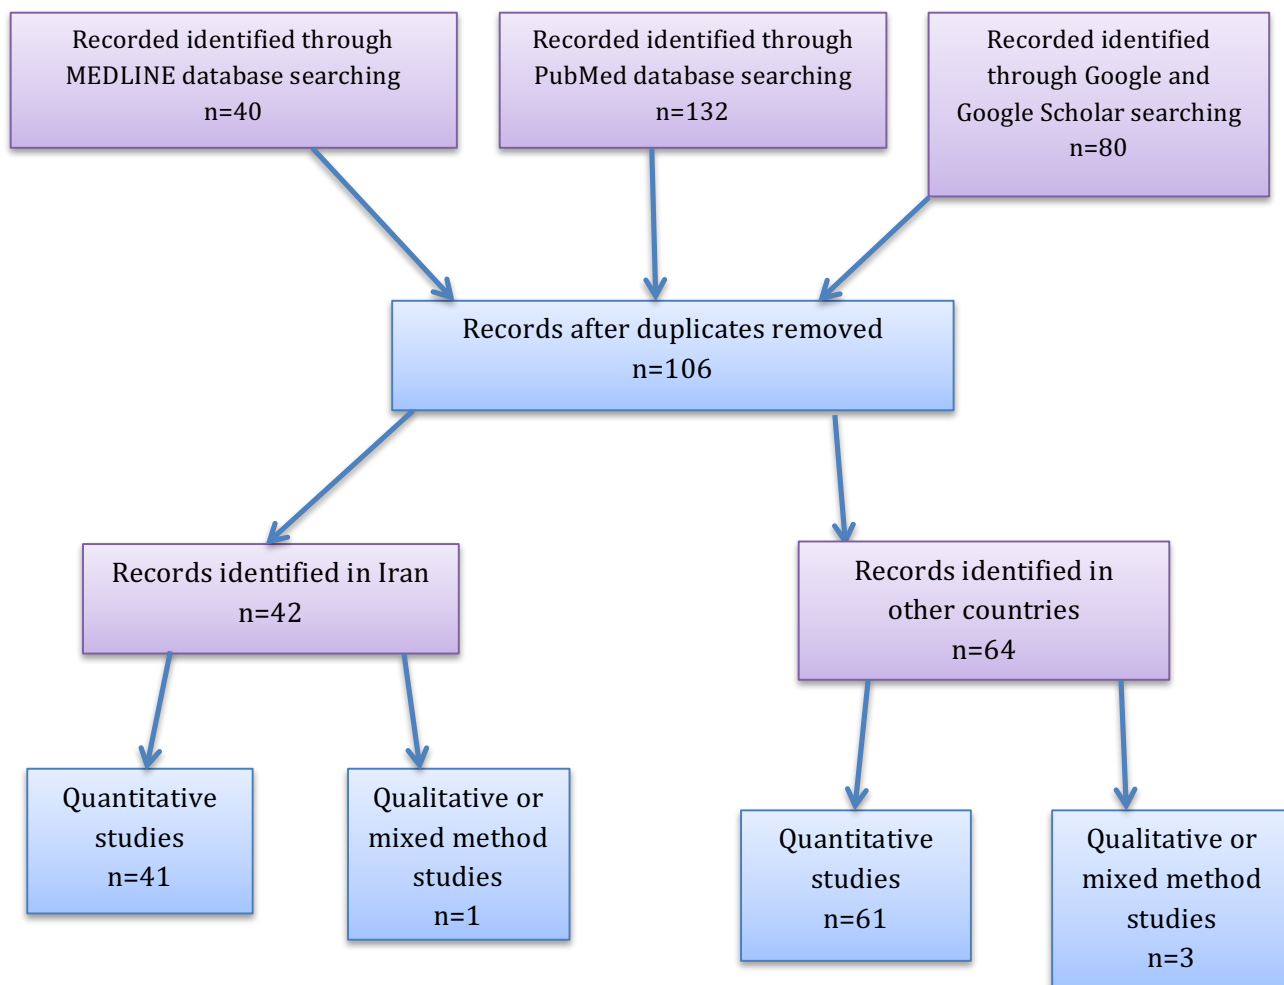 Recorded identified through
MEDLINE database searching
n=40
Recorded identified through
PubMed database searching
n=132
Recorded identified
through Google and
Google Scholar searching
n=80
Records after duplicates removed
n=106
Records identified in Iran
n=42
Records identified in
other countries
n=64
Quantitative
studies
n=41
Qualitative or
mixed method
studies
n=1
Quantitative
studies
n=61
Qualitative or
mixed method
studies
n=3